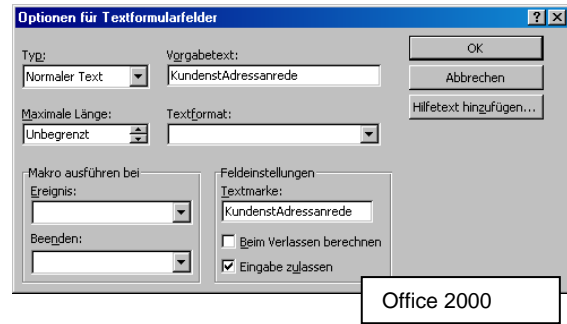 Optionen für Textformularfelder
Typ: Vorgabetext: OK
Normaler Text KundenstAdressanrede Abbrechen
Maximale Länge: Textformat: Hilfetext hinzufügen...
Unbegrenzt
Makro ausführen bei Feldeinstellungen
Ereignis: Textmarke:
KundenstAdressanrede
Beenden: Beim Verlassen berechnen
Eingabe zulassen
Office 2000